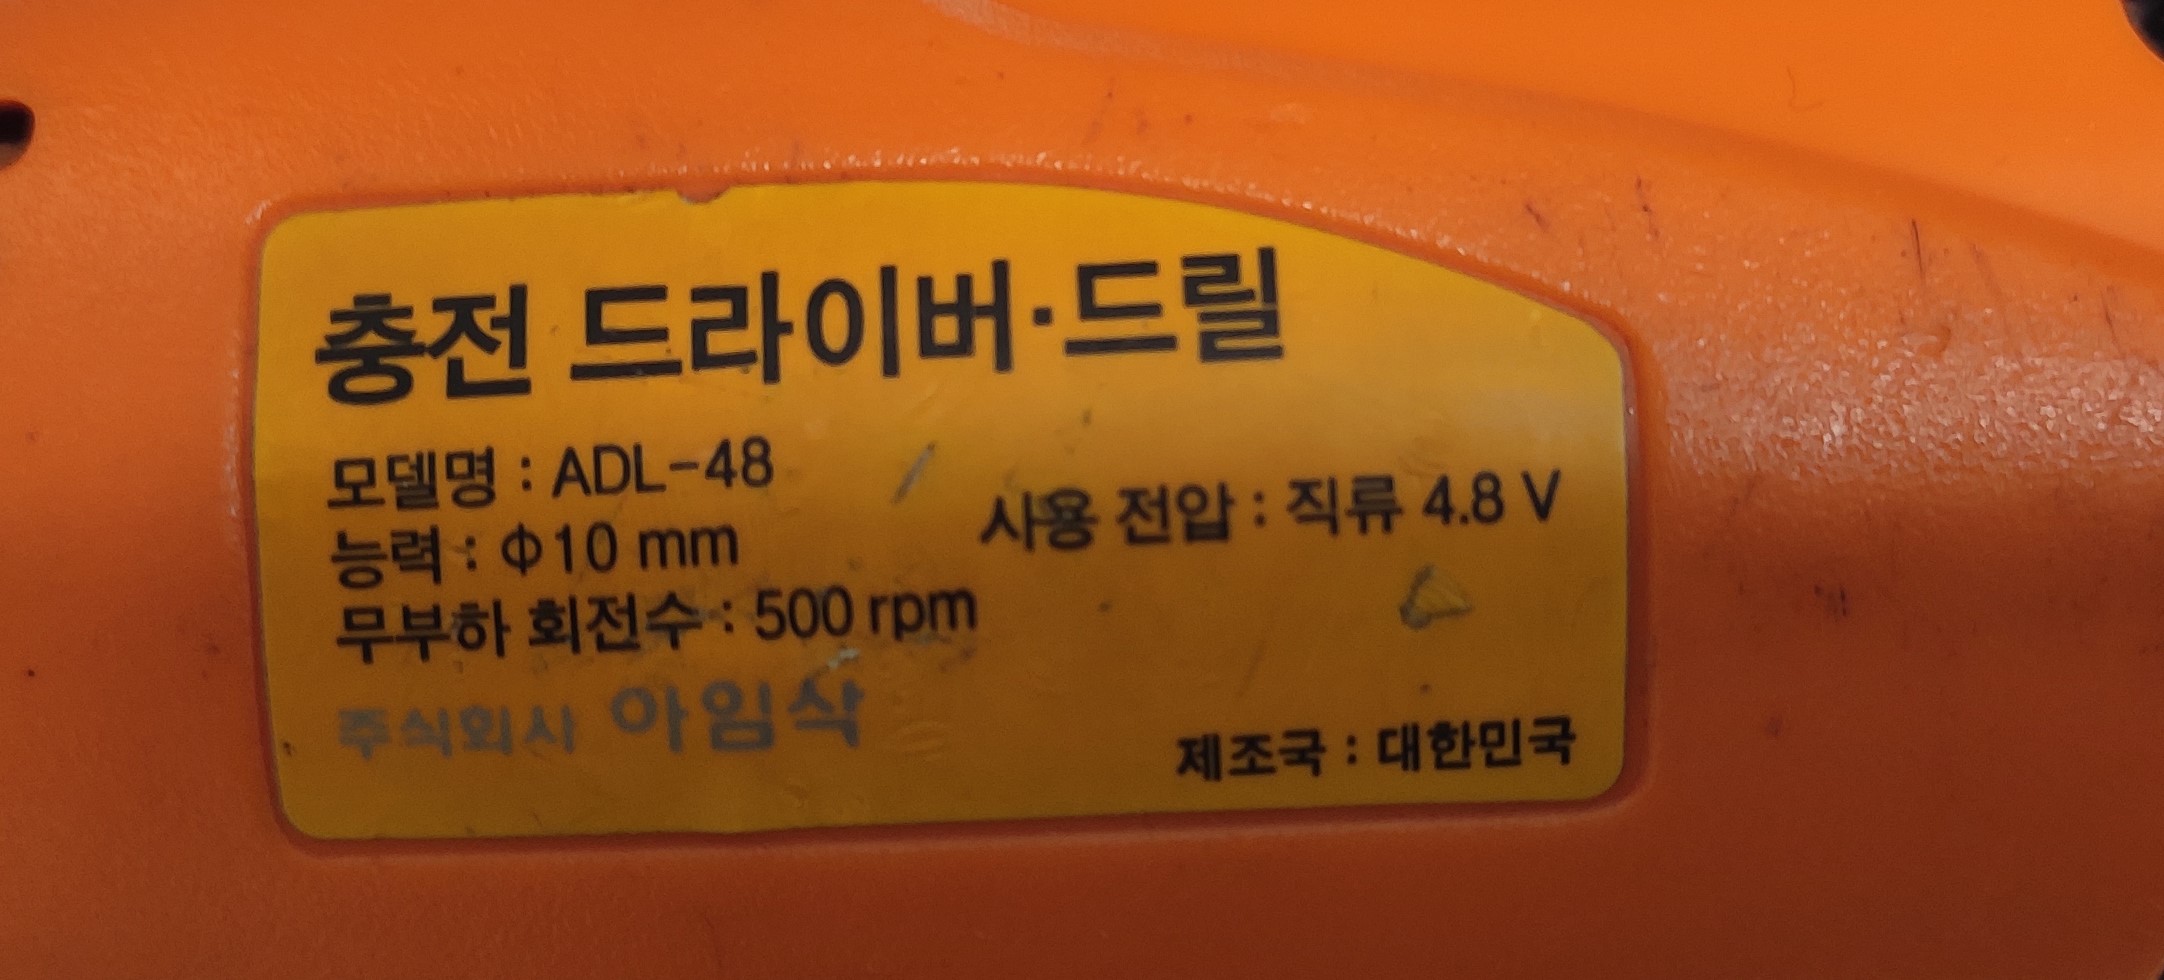 충전 드라이버·드릴
모델명 : ADL-48
사용 전압 : 직류 4.8 V
능력 : Φ10 mm
무부하 회전수 : 500 rpm
주식회사 아임삭
제조국 : 대한민국